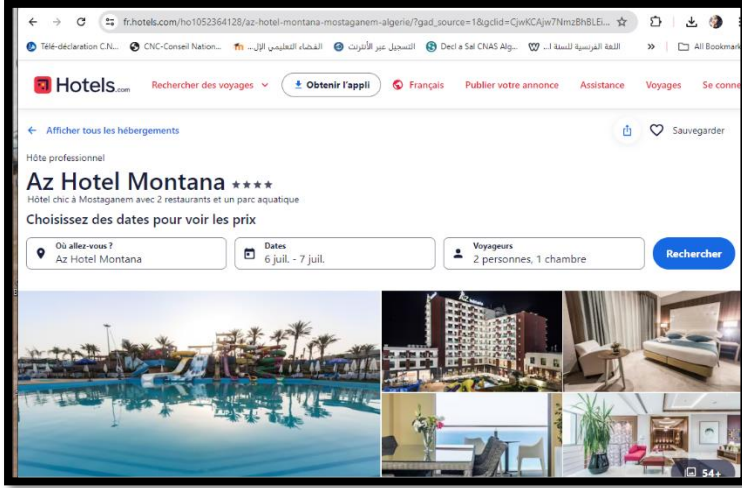 fr.hotels.com/ho1052364128/az-hotel-montana-mostaganem-algerie/?gad_source=1&gclid=CjwKCAjw7NmzBhBLEi...
Télé-déclaration C.N... CNC-Conseil Nation... الفضاء التعليمي الإل... التسجيل عبر الأنترنت Decl a Sal CNAS Alg... اللغة الفرنسية للسنة ا... » All Bookmark
Hotels.com Rechercher des voyages Obtenir l'appli Français Publier votre annonce Assistance Voyages Se conne
Afficher tous les hébergements Sauvegarder
Hôte professionnel
Az Hotel Montana ★★★★
Hôtel chic à Mostaganem avec 2 restaurants et un parc aquatique
Choisissez des dates pour voir les prix
Où allez-vous ? Dates Voyageurs
Az Hotel Montana 6 juil. - 7 juil. 2 personnes, 1 chambre Rechercher
54+